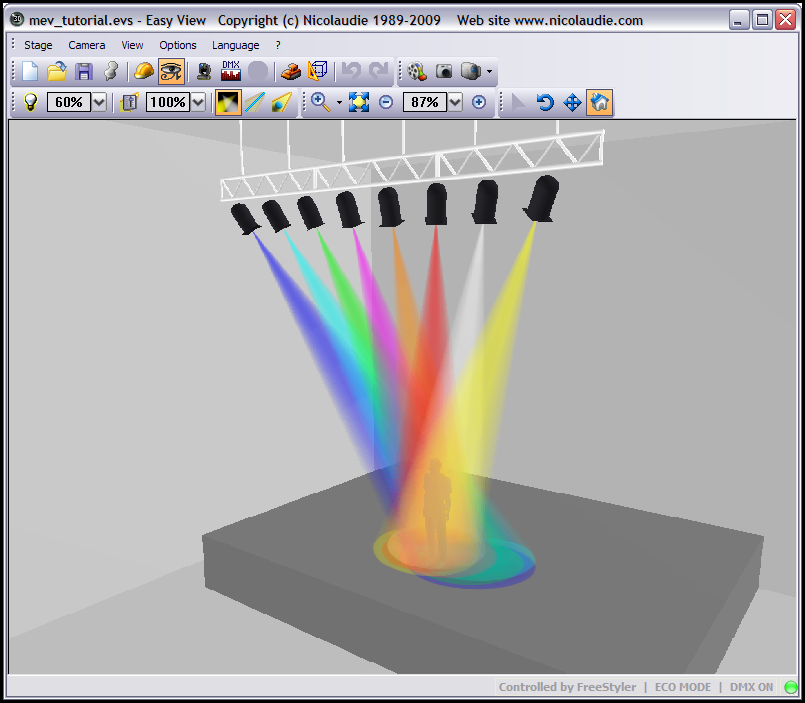 mev_tutorial.evs - Easy View   Copyright (c) Nicolaudie 1989-2009    Web site www.nicolaudie.com
Stage Camera View Options Language ?
DMX
60% 100% 87%
Controlled by FreeStyler | ECO MODE | DMX ON